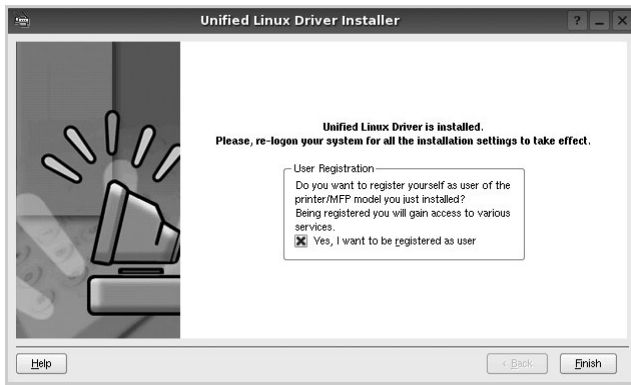 Unified Linux Driver Installer
Unified Linux Driver is installed.
Please, re-logon your system for all the installation settings to take effect.
User Registration
Do you want to register yourself as user of the
printer/MFP model you just installed?
Being registered you will gain access to various
services.
Yes, I want to be registered as user
Help
< Back
Finish